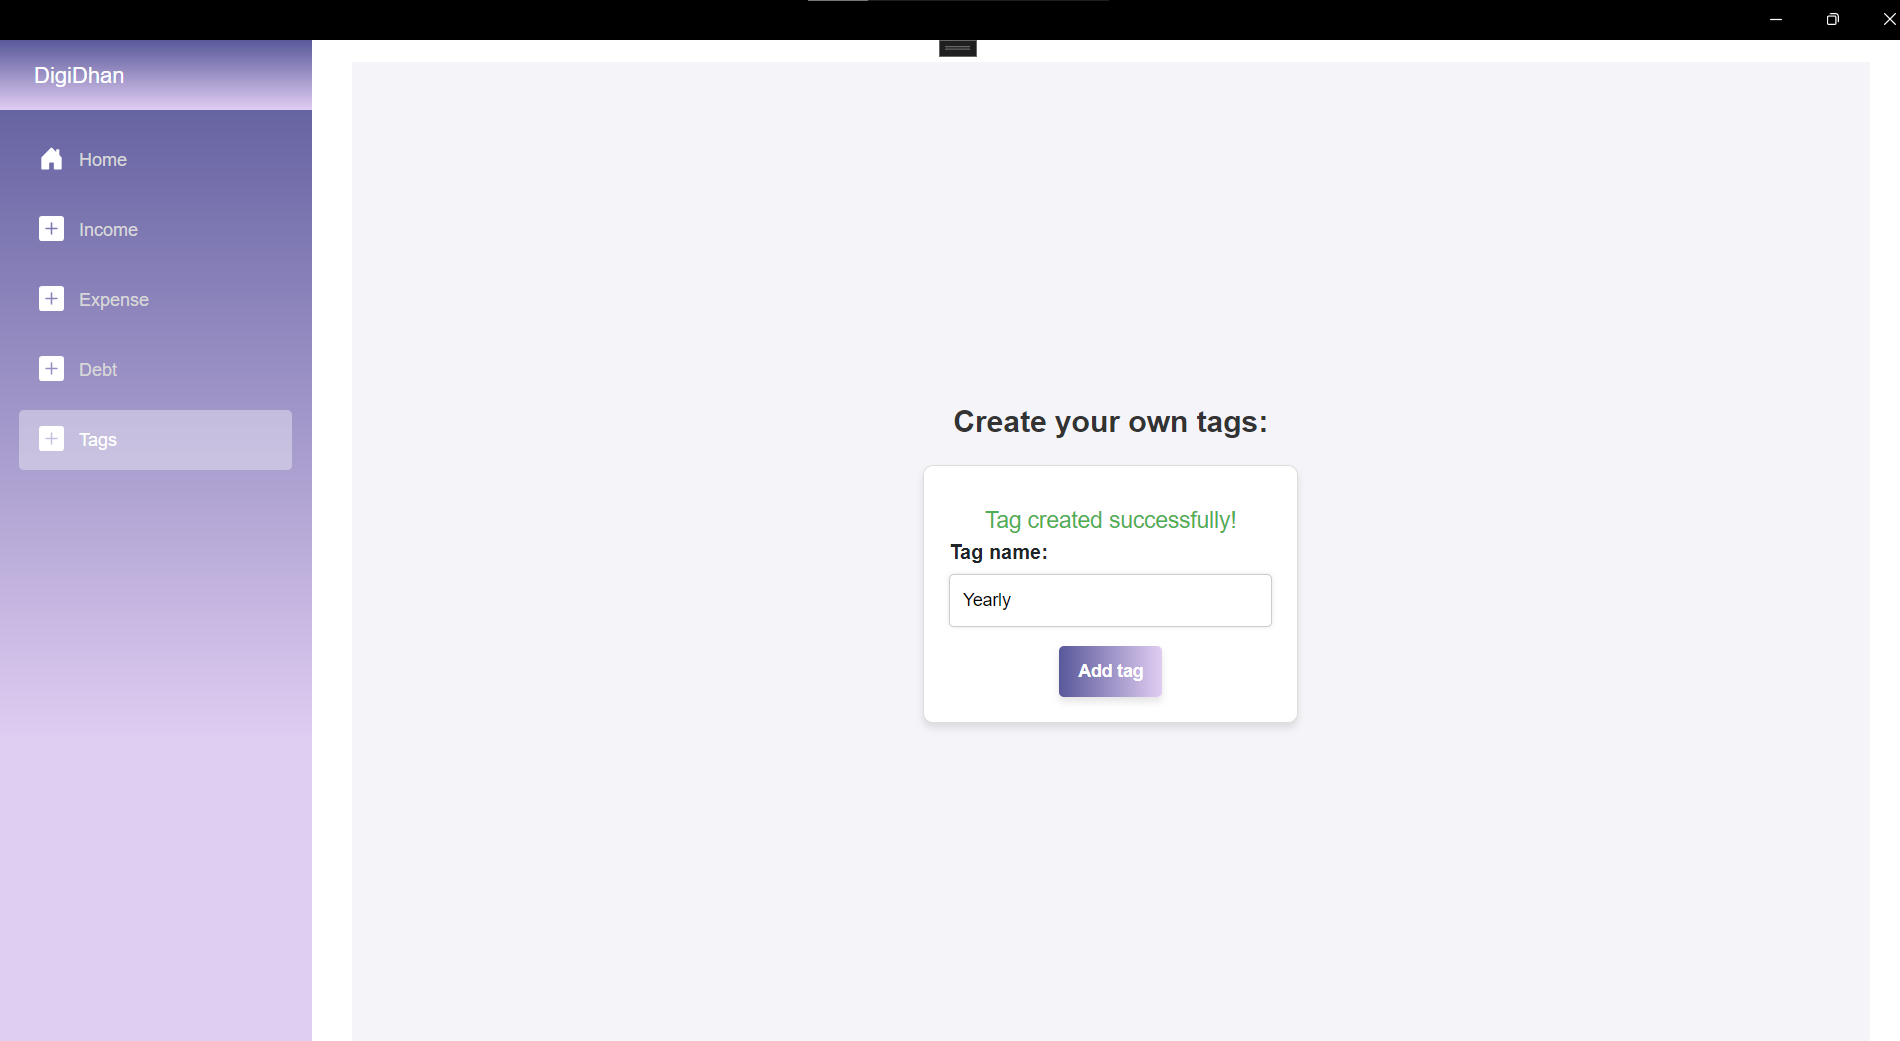 DigiDhan
Home
Income
Expense
Debt
Tags
Create your own tags:
Tag created successfully!
Tag name:
Yearly
Add tag